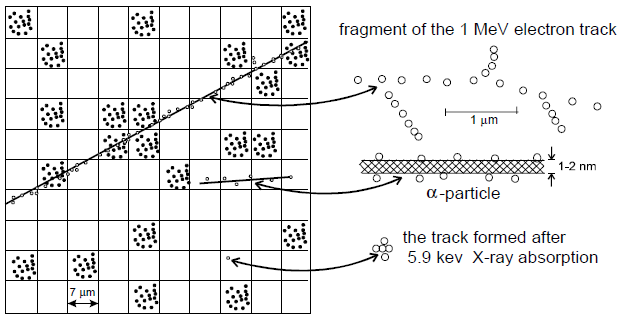 fragment of the 1 MeV electron track
1 μm
1-2 nm
α-particle
the track formed after
5.9 kev X-ray absorption
7 μm